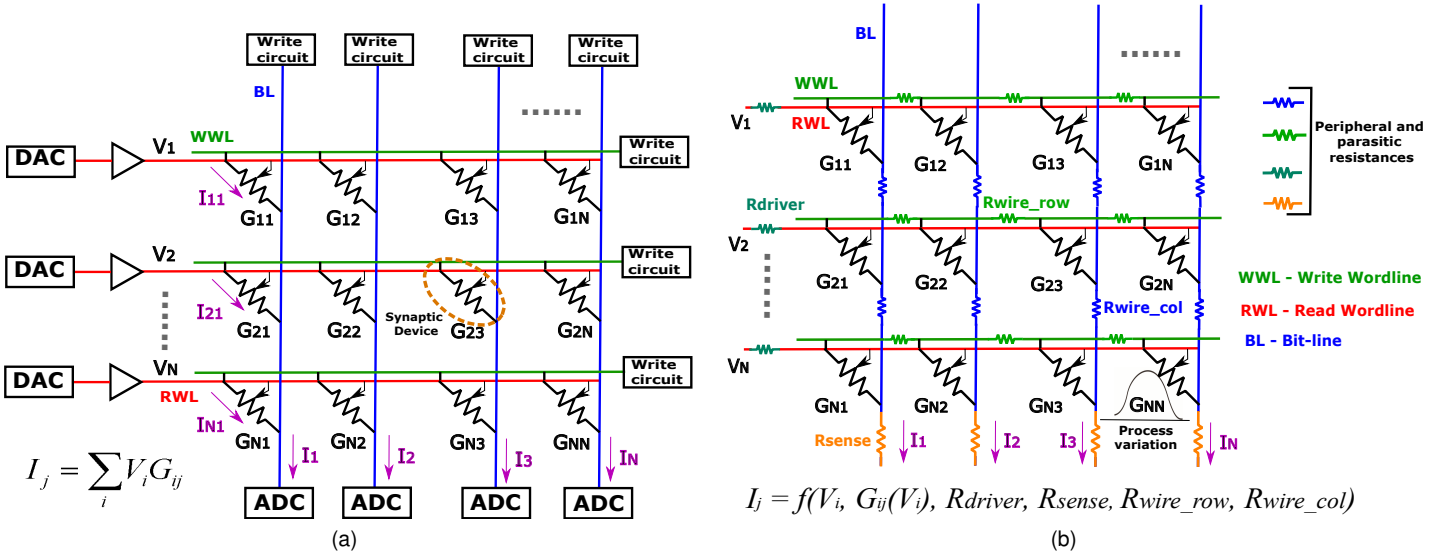 Write circuit
Write circuit
Write circuit
Write circuit
BL
WWL
V1
DAC
Write circuit
I11
G11
G12
G13
G1N
V2
DAC
Write circuit
I21
Synaptic Device
G21
G22
G23
G2N
VN
DAC
Write circuit
RWL
IN1
GN1
GN2
GN3
GNN
I1
I2
I3
IN
I j = ∑ i V i G ij
ADC
ADC
ADC
ADC
(a)
BL
WWL
V1
RWL
G11
G12
G13
G1N
Peripheral and
parasitic
resistances
Rdriver
Rwire_row
V2
G21
G22
G23
G2N
WWL - Write Wordline
Rwire_col
RWL - Read Wordline
BL - Bit-line
VN
GN1
GN2
GN3
GNN
Rsense
I1
I2
I3
Process
variation
IN
Ij = f(Vi, Gij(Vi), Rdriver, Rsense, Rwire_row, Rwire_col)
(b)